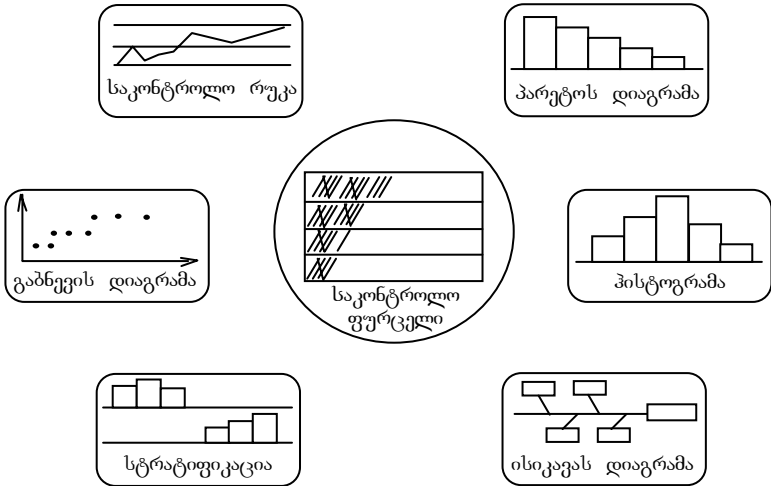 საკონტროლო რუკა
პარეტოს დიაგრამა
გაბნევის დიაგრამა
საკონტროლო
ფურცელი
ჰისტოგრამა
სტრატიფიკაცია
ისიკავას დიაგრამა